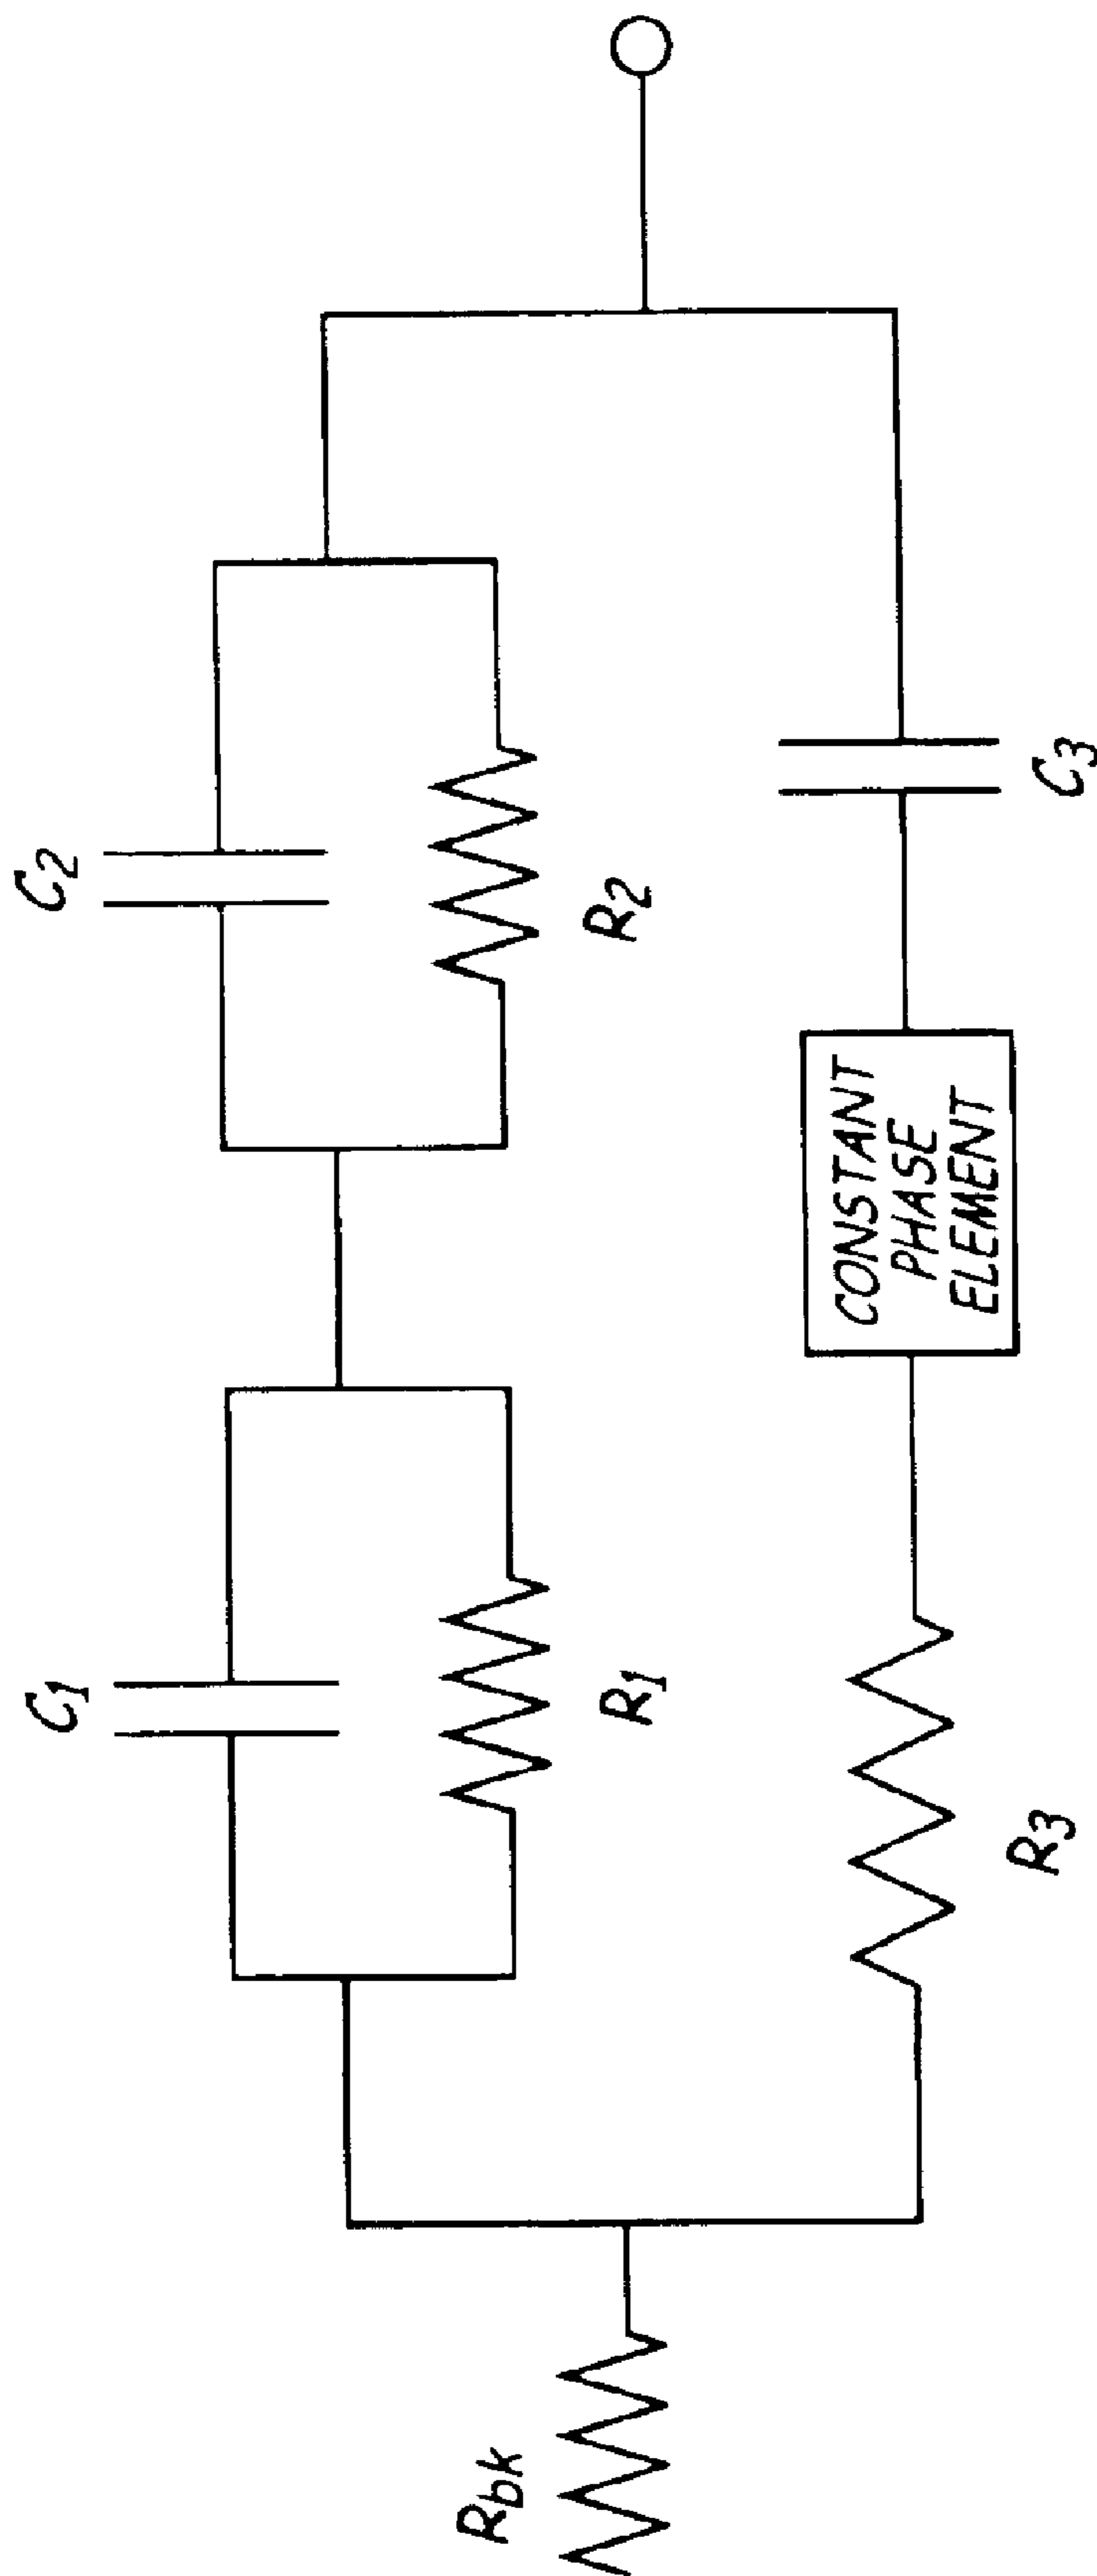 C1
C2
R1
R2
Rbk
CONSTANT
PHASE
ELEMENT
R3
C3